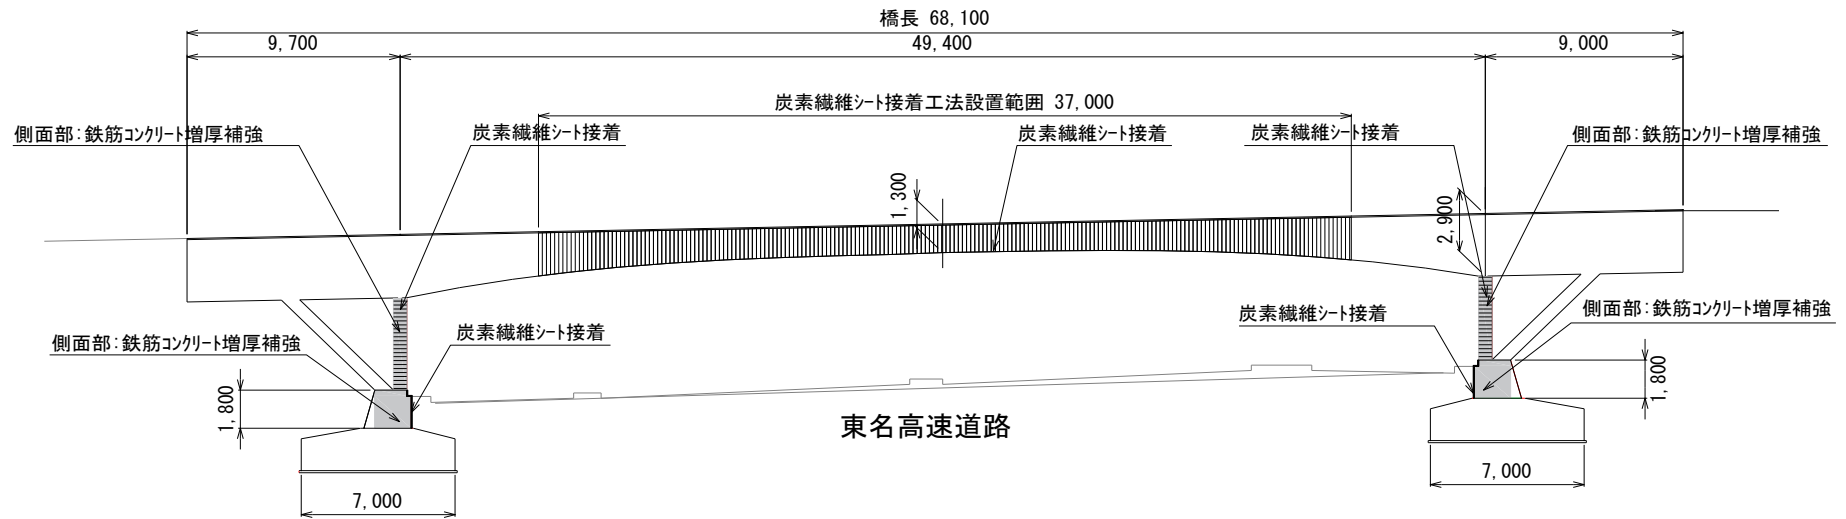 橋長 68,100
9,700
49,400
9,000
炭素繊維シート接着工法設置範囲 37,000
側面部:鉄筋コンクリート増厚補強
炭素繊維シート接着
炭素繊維シート接着
炭素繊維シート接着
側面部:鉄筋コンクリート増厚補強
1,300
2,900
側面部:鉄筋コンクリート増厚補強
炭素繊維シート接着
炭素繊維シート接着
側面部:鉄筋コンクリート増厚補強
1,800
1,800
東名高速道路
7,000
7,000